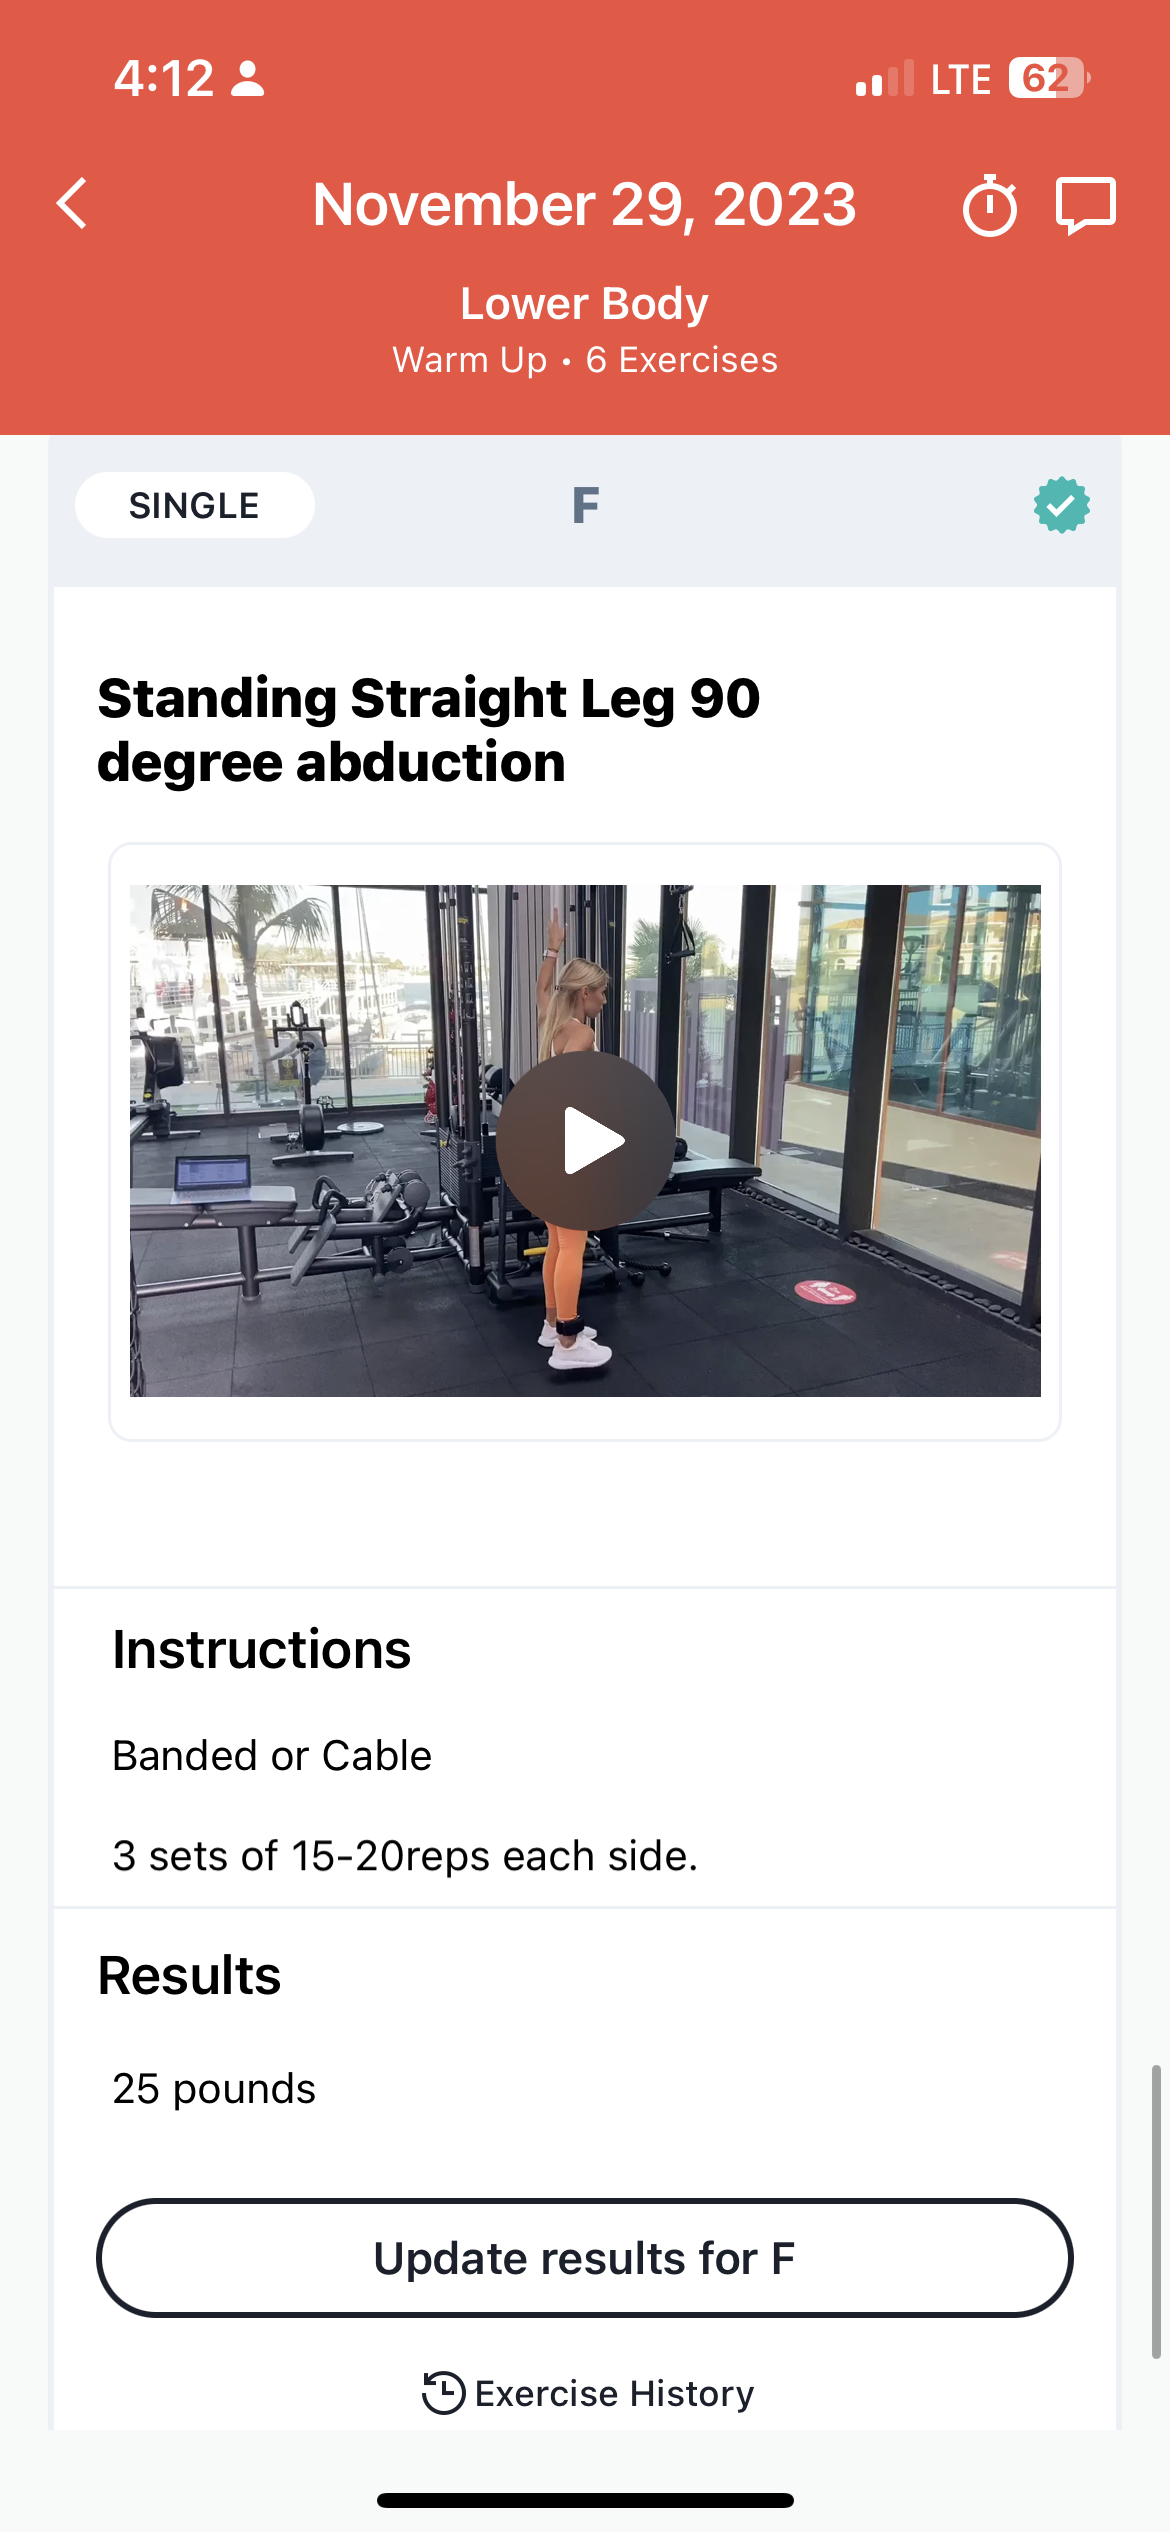 4:12
LTE 62
November 29, 2023
Lower Body
Warm Up • 6 Exercises
SINGLE
F
Standing Straight Leg 90
degree abduction
Instructions
Banded or Cable
3 sets of 15-20reps each side.
Results
25 pounds
Update results for F
Exercise History